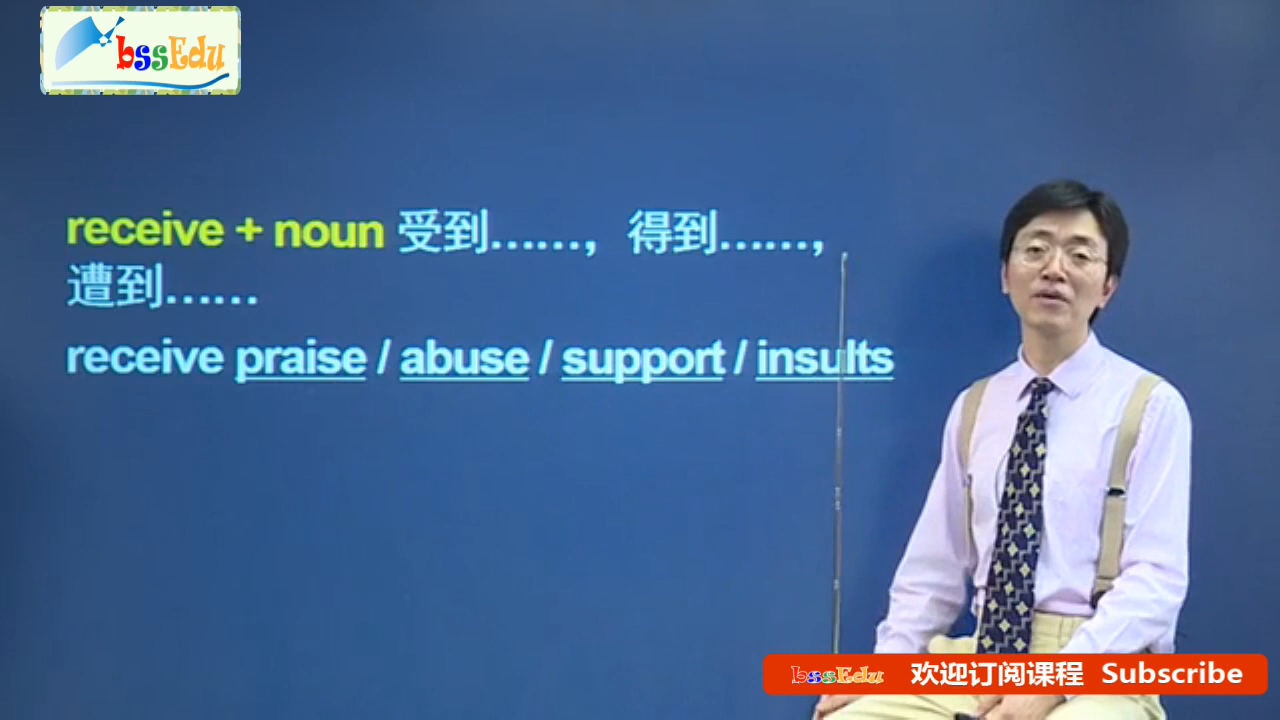 bssEdu
receive + noun 受到……，得到……，
遭到……
receive praise / abuse / support / insults
bssEdu 欢迎订阅课程 Subscribe